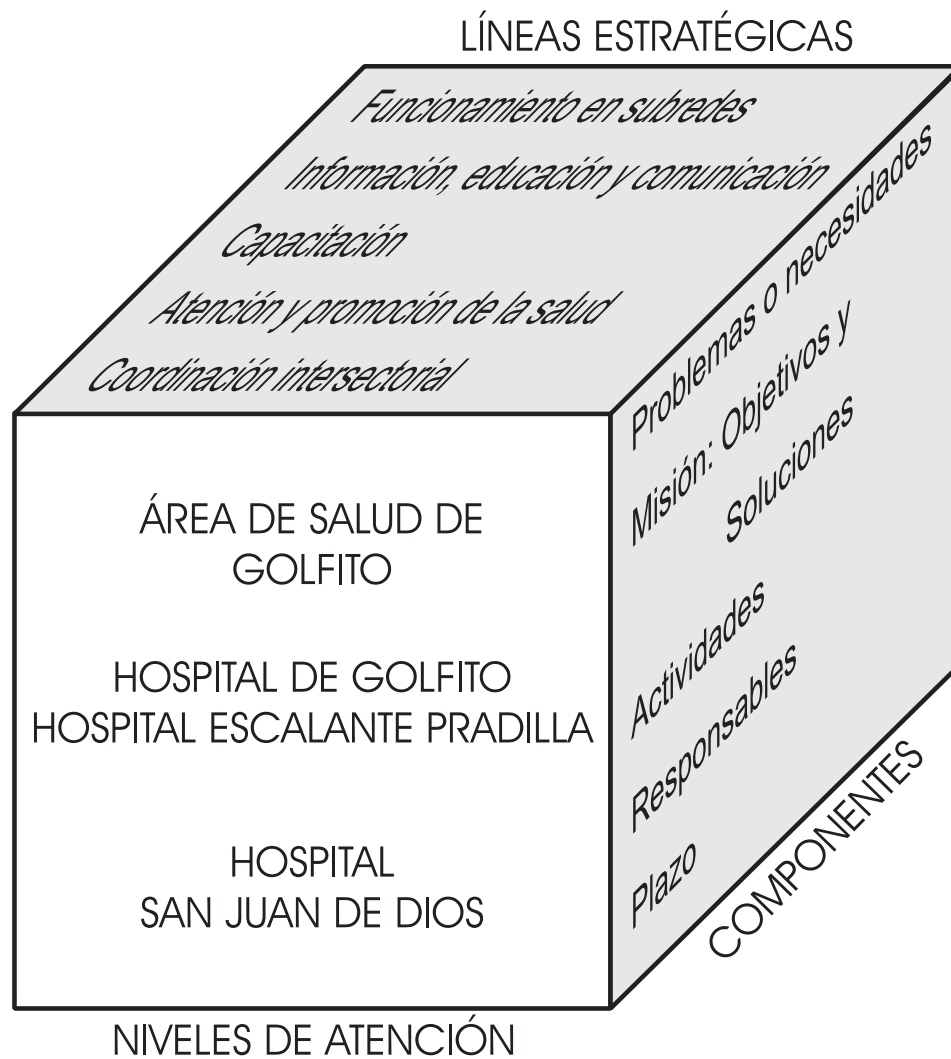 LÍNEAS ESTRATÉGICAS
Funcionamiento en subredes
Información, educación y comunicación
Capacitación
Atención y promoción de la salud
Coordinación intersectorial
ÁREA DE SALUD DE
GOLFITO
HOSPITAL DE GOLFITO
HOSPITAL ESCALANTE PRADILLA
HOSPITAL
SAN JUAN DE DIOS
NIVELES DE ATENCIÓN
Problemas o necesidades
Misión: Objetivos y
Soluciones
Actividades
Responsables
Plazo
COMPONENTES